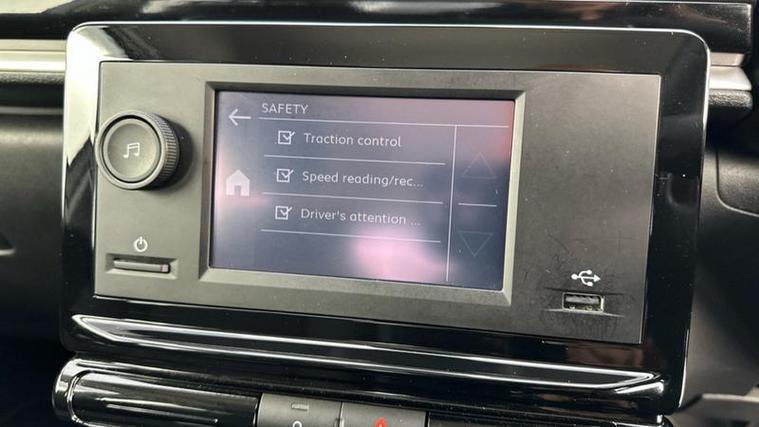 SAFETY
Traction control
Speed reading/rec...
Driver's attention ...